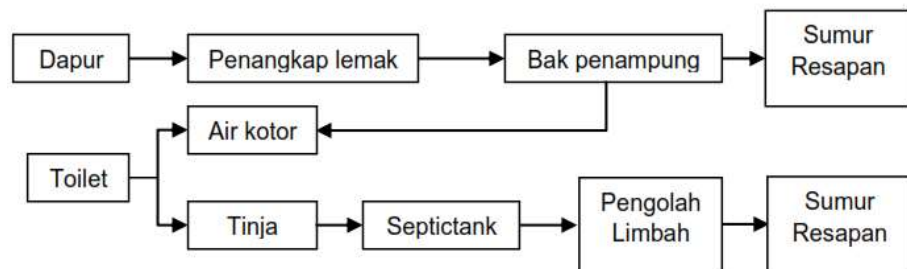 Dapur
Penangkap lemak
Bak penampung
Sumur
Resapan
Air kotor
Toilet
Tinja
Septictank
Pengolah
Limbah
Sumur
Resapan